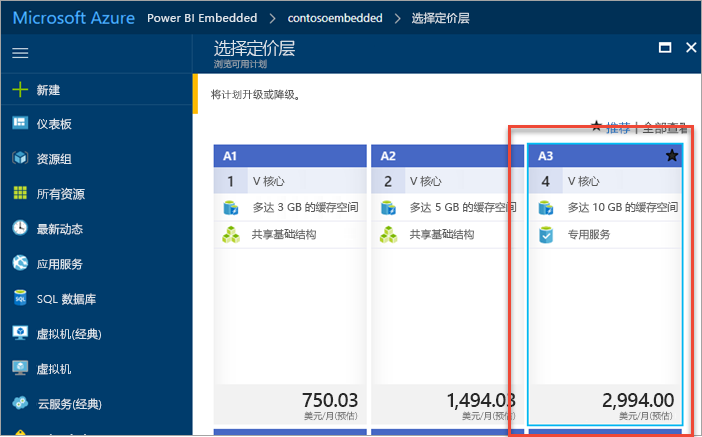 Microsoft Azure Power BI Embedded > contosoembedded > 选择定价层
选择定价层
浏览可用计划
新建
仪表板
资源组
所有资源
最新动态
应用服务
SQL 数据库
虚拟机(经典)
虚拟机
云服务(经典)
将计划升级或降级。
★ 推荐 | 全部查看
A1
1 V 核心
多达 3 GB 的缓存空间
共享基础结构
750.03
美元/月(预估)
A2
2 V 核心
多达 5 GB 的缓存空间
共享基础结构
1,494.03
美元/月(预估)
A3 ★
4 V 核心
多达 10 GB 的缓存空间
专用服务
2,994.00
美元/月(预估)